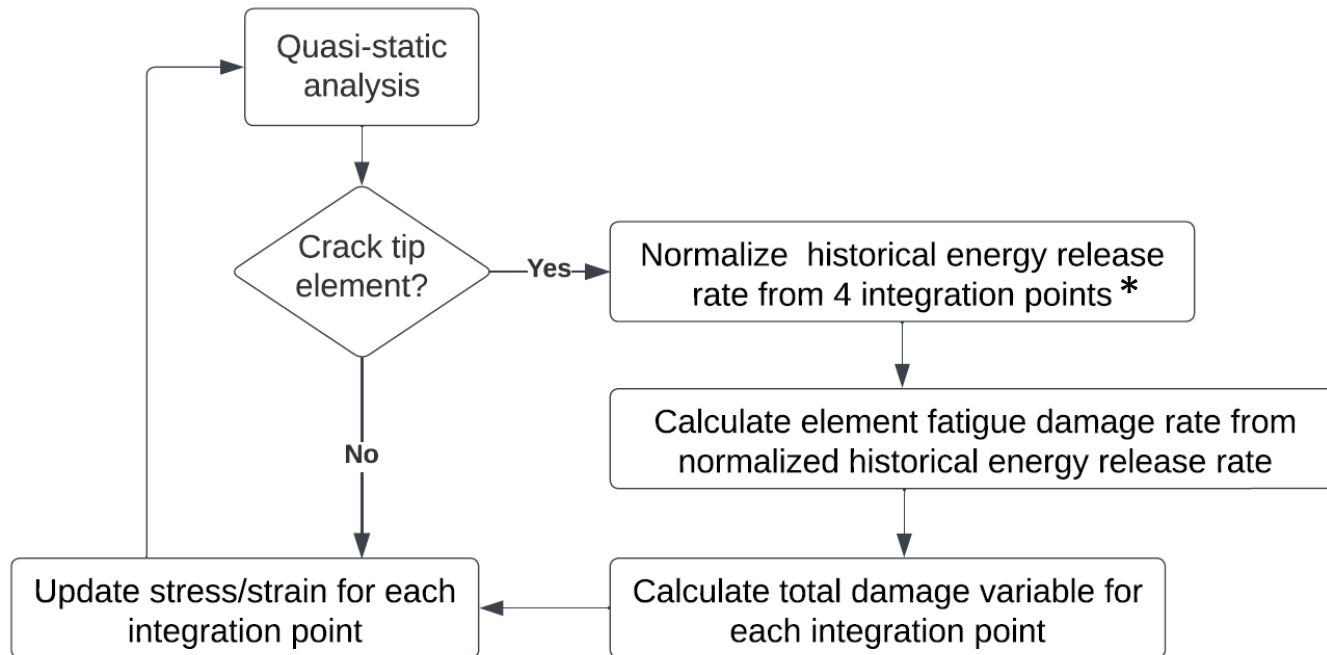 Quasi-static
analysis
Crack tip
element?
Yes
Normalize  historical energy release
rate from 4 integration points *
Calculate element fatigue damage rate from
normalized historical energy release rate
No
Update stress/strain for each
integration point
Calculate total damage variable for
each integration point